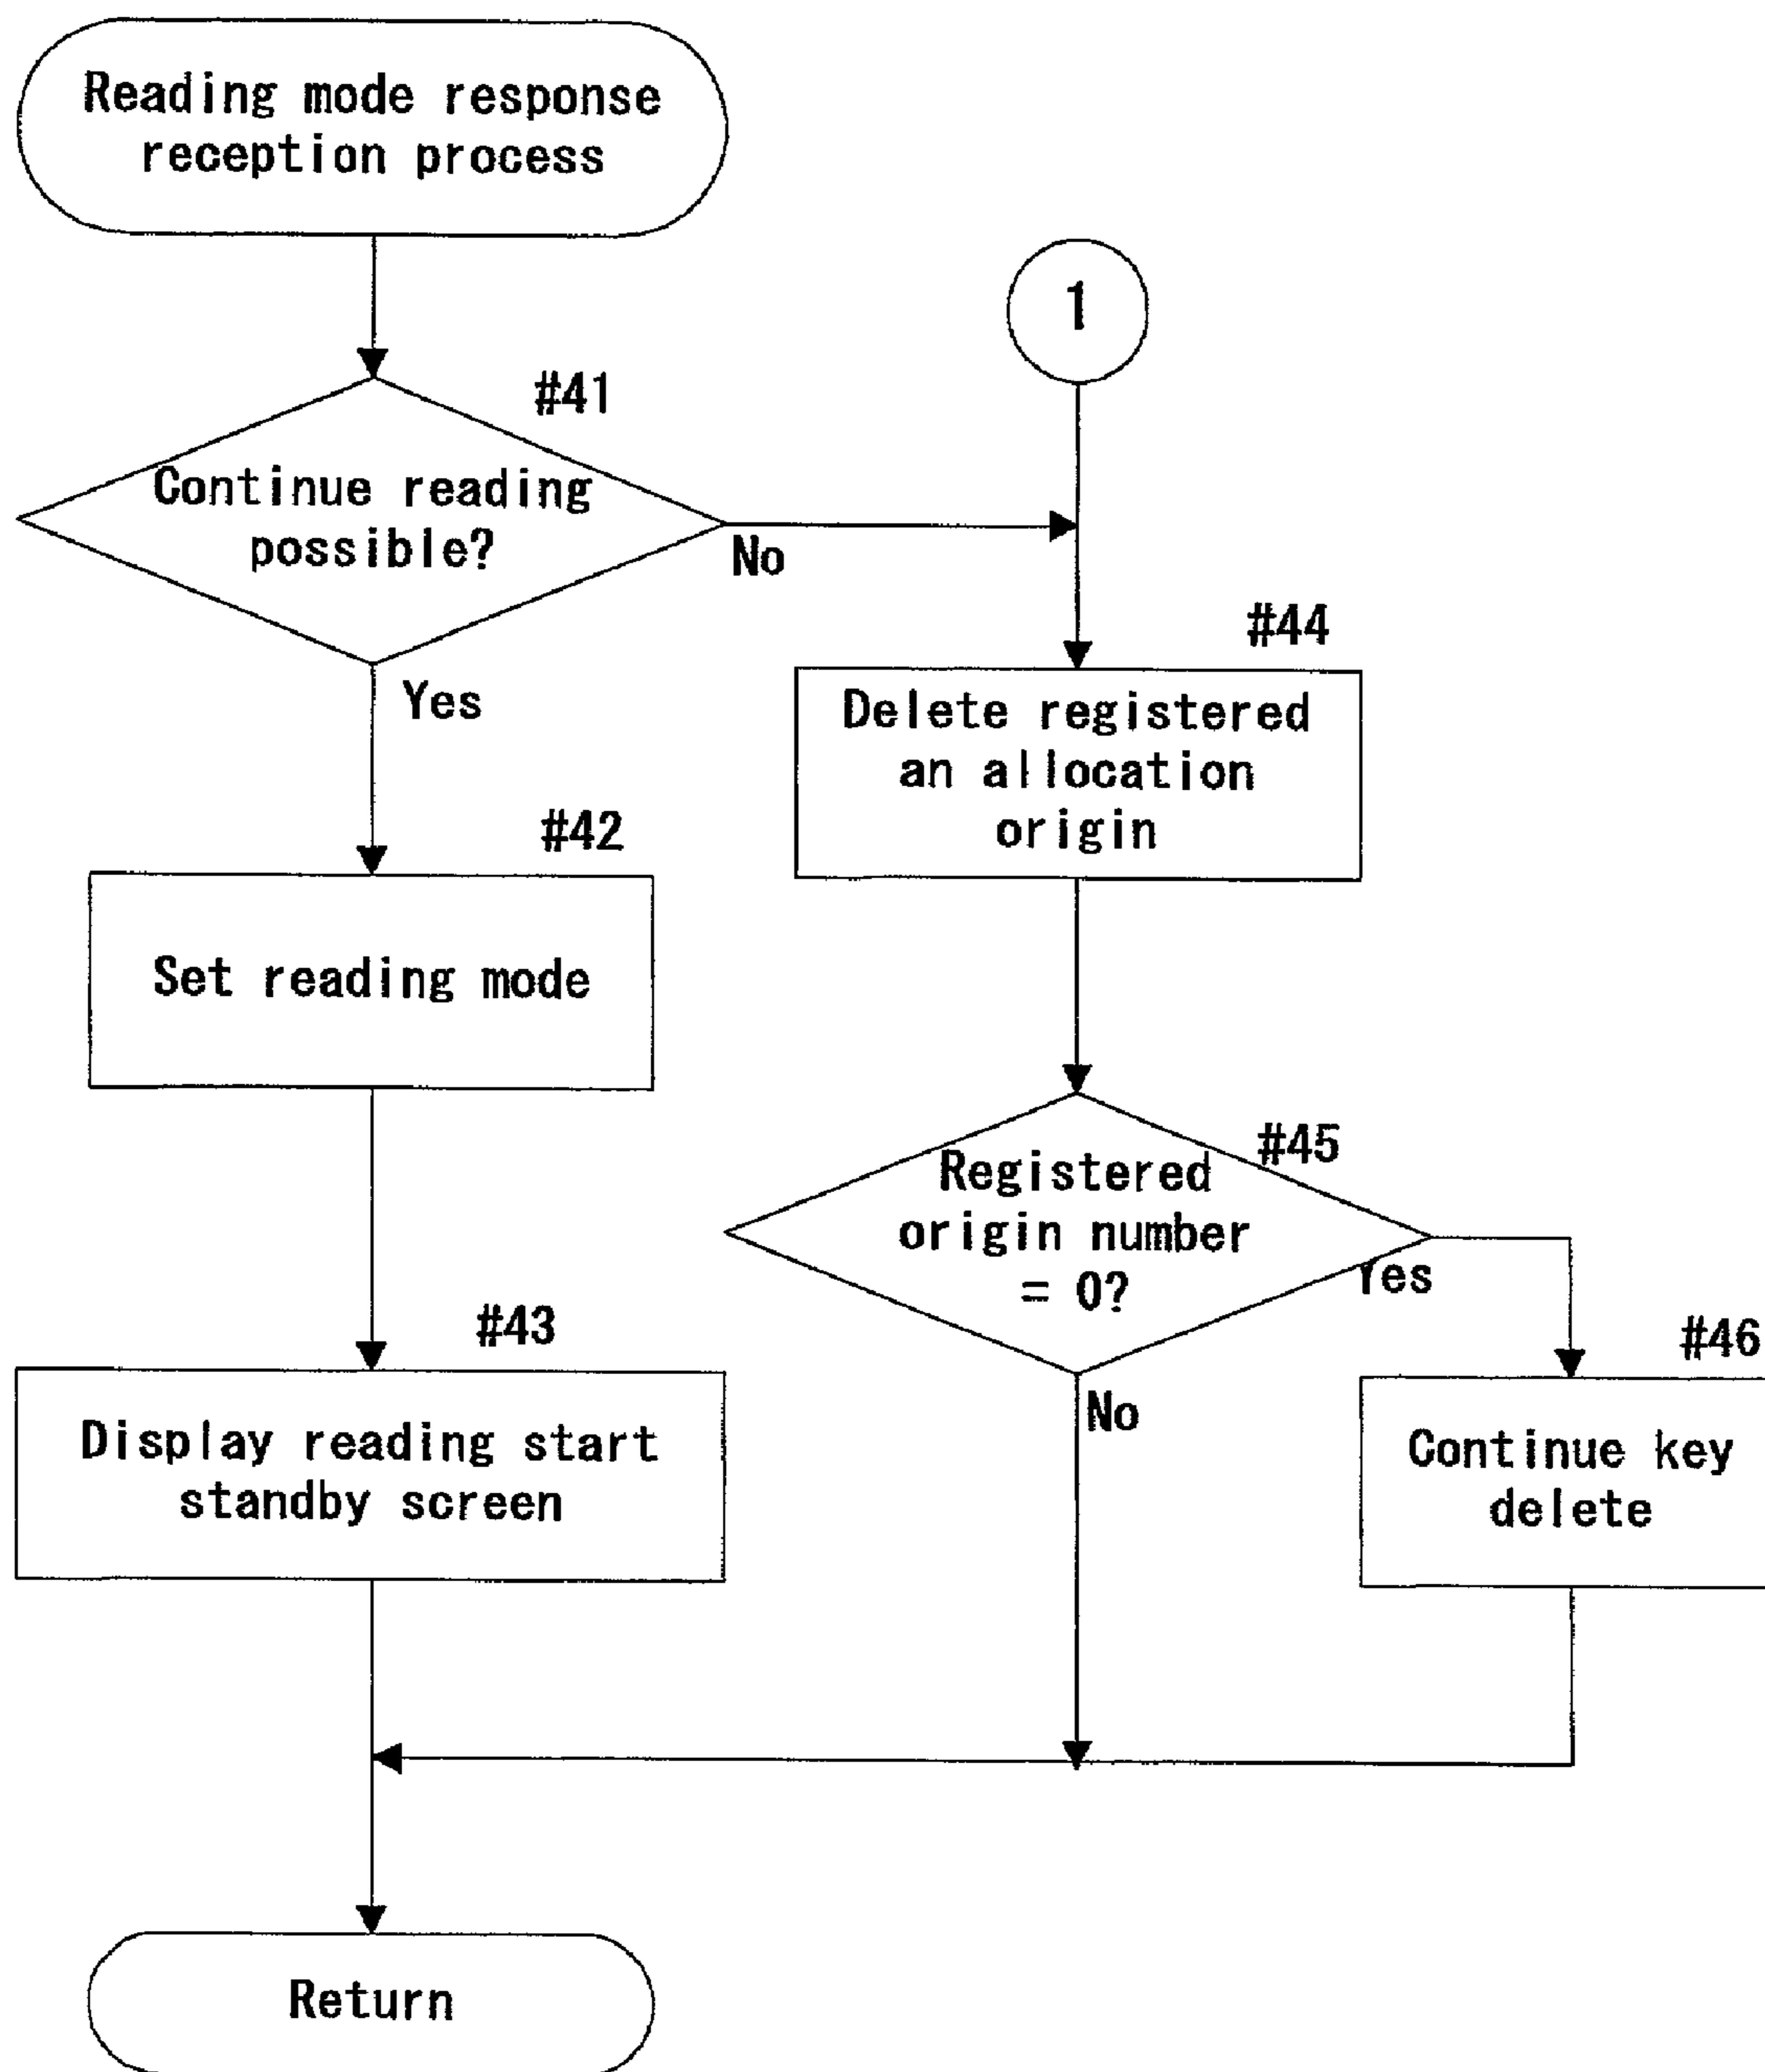 Reading mode response
reception process
1
#41
Continue reading
possible?
No
Yes
#44
Delete registered
an allocation
origin
#42
Set reading mode
#45
Registered
origin number
= 0?
Yes
No
#43
Display reading start
standby screen
#46
Continue key
delete
Return